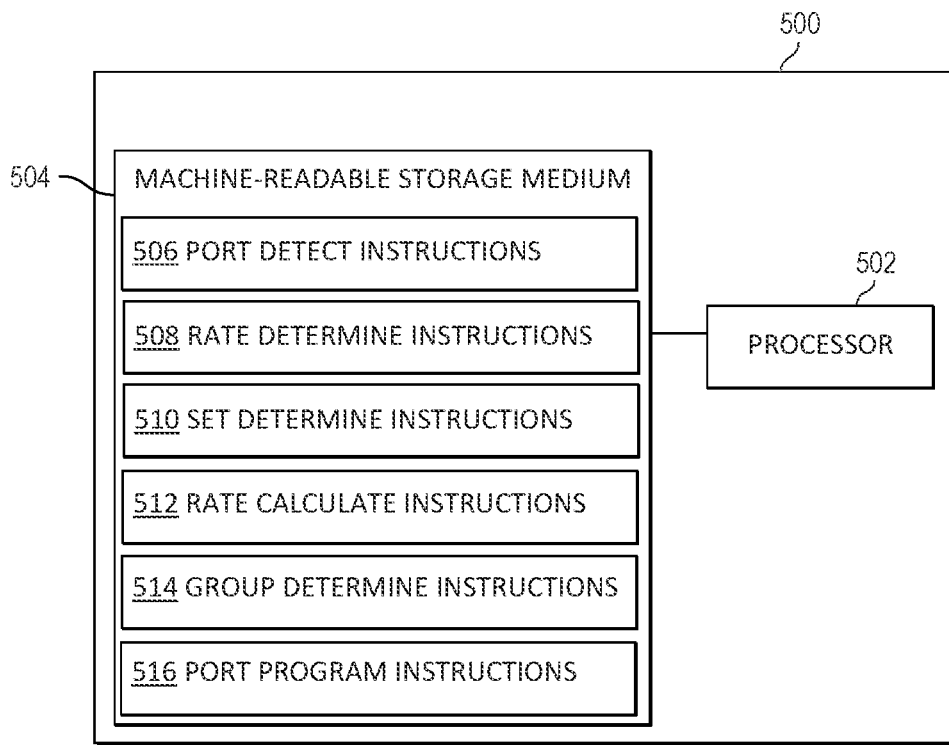 500
504
MACHINE-READABLE STORAGE MEDIUM
506 PORT DETECT INSTRUCTIONS
502
508 RATE DETERMINE INSTRUCTIONS
PROCESSOR
510 SET DETERMINE INSTRUCTIONS
512 RATE CALCULATE INSTRUCTIONS
514 GROUP DETERMINE INSTRUCTIONS
516 PORT PROGRAM INSTRUCTIONS